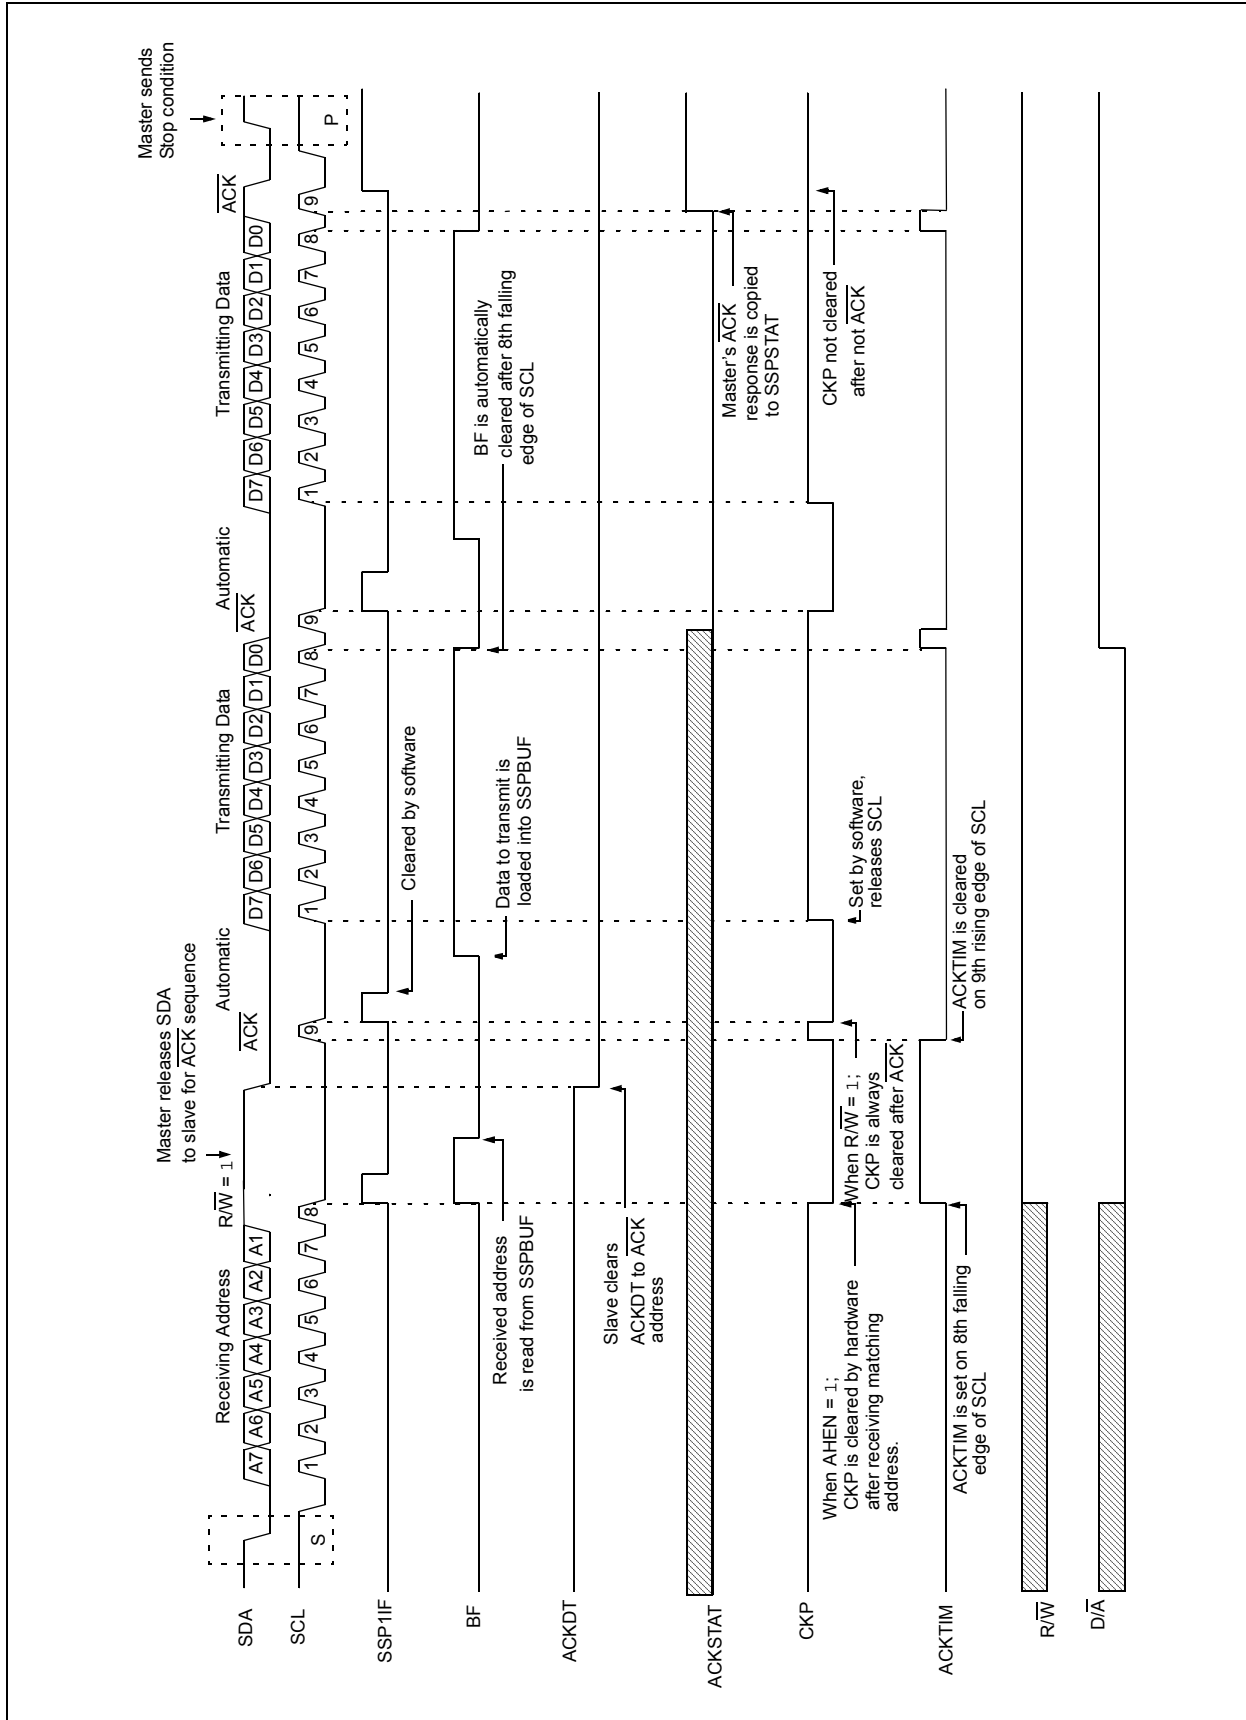 Master releases SDA
to slave for ACK sequence
Master sends
Stop condition
Receiving Address
R/W = 1
Automatic
Transmitting Data
Automatic
Transmitting Data
ACK
ACK
ACK
SDA
A7 A6 A5 A4 A3 A2 A1
D7 D6 D5 D4 D3 D2 D1 D0
D7 D6 D5 D4 D3 D2 D1 D0
SCL
S
1 2 3 4 5 6 7 8 9
1 2 3 4 5 6 7 8 9
1 2 3 4 5 6 7 8 9
P
SSP1IF
Cleared by software
BF
Received address
is read from SSPBUF
Data to transmit is
loaded into SSPBUF
BF is automatically
cleared after 8th falling
edge of SCL
ACKDT
Slave clears
ACKDT to ACK
address
ACKSTAT
Master's ACK
response is copied
to SSPSTAT
CKP
When AHEN = 1;
CKP is cleared by hardware
after receiving matching
address.
When R/W = 1;
CKP is always
cleared after ACK
Set by software,
releases SCL
CKP not cleared
after not ACK
ACKTIM
ACKTIM is set on 8th falling
edge of SCL
ACKTIM is cleared
on 9th rising edge of SCL
R/W
D/A